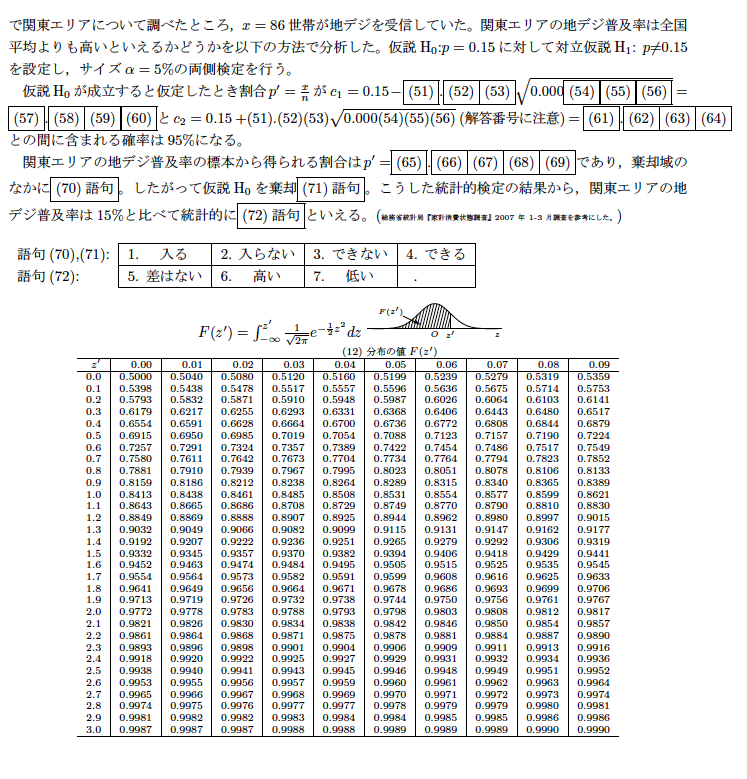 で関東エリアについて調べたところ，x = 86 世帯が地デジを受信していた。関東エリアの地デジ普及率は全国
平均よりも高いといえるかどうかを以下の方法で分析した。仮説 H₀:p = 0.15 に対して対立仮説 H₁: p≠0.15
を設定し，サイズ α = 5%の両側検定を行う。
仮説 H₀ が成立すると仮定したとき割合 p′ = x/n が c₁ = 0.15− (51) . (52) (53) √0.000 (54) (55) (56) =
(57) . (58) (59) (60) と c₂ = 0.15 +(51).(52)(53)√0.000(54)(55)(56) (解答番号に注意) = (61) . (62) (63) (64)
との間に含まれる確率は 95%になる。
関東エリアの地デジ普及率の標本から得られる割合は p′ = (65) . (66) (67) (68) (69) であり，棄却域の
なかに (70) 語句 。したがって仮説 H₀ を棄却 (71) 語句 。こうした統計的検定の結果から，関東エリアの地
デジ普及率は 15%と比べて統計的に (72) 語句 といえる。(総務省統計局『家計消費状態調査』2007 年 1-3 月調査を参考にした。)
語句 (70),(71): 1. 入る 2. 入らない 3. できない 4. できる
語句 (72): 5. 差はない 6. 高い 7. 低い .
F(z′) = ∫_{−∞}^{z′} 1/√2π e^{−½z²} dz F(z′) O z′ z
(12) 分布の値 F(z′)
z′ 0.00 0.01 0.02 0.03 0.04 0.05 0.06 0.07 0.08 0.09
0.0 0.5000 0.5040 0.5080 0.5120 0.5160 0.5199 0.5239 0.5279 0.5319 0.5359
0.1 0.5398 0.5438 0.5478 0.5517 0.5557 0.5596 0.5636 0.5675 0.5714 0.5753
0.2 0.5793 0.5832 0.5871 0.5910 0.5948 0.5987 0.6026 0.6064 0.6103 0.6141
0.3 0.6179 0.6217 0.6255 0.6293 0.6331 0.6368 0.6406 0.6443 0.6480 0.6517
0.4 0.6554 0.6591 0.6628 0.6664 0.6700 0.6736 0.6772 0.6808 0.6844 0.6879
0.5 0.6915 0.6950 0.6985 0.7019 0.7054 0.7088 0.7123 0.7157 0.7190 0.7224
0.6 0.7257 0.7291 0.7324 0.7357 0.7389 0.7422 0.7454 0.7486 0.7517 0.7549
0.7 0.7580 0.7611 0.7642 0.7673 0.7704 0.7734 0.7764 0.7794 0.7823 0.7852
0.8 0.7881 0.7910 0.7939 0.7967 0.7995 0.8023 0.8051 0.8078 0.8106 0.8133
0.9 0.8159 0.8186 0.8212 0.8238 0.8264 0.8289 0.8315 0.8340 0.8365 0.8389
1.0 0.8413 0.8438 0.8461 0.8485 0.8508 0.8531 0.8554 0.8577 0.8599 0.8621
1.1 0.8643 0.8665 0.8686 0.8708 0.8729 0.8749 0.8770 0.8790 0.8810 0.8830
1.2 0.8849 0.8869 0.8888 0.8907 0.8925 0.8944 0.8962 0.8980 0.8997 0.9015
1.3 0.9032 0.9049 0.9066 0.9082 0.9099 0.9115 0.9131 0.9147 0.9162 0.9177
1.4 0.9192 0.9207 0.9222 0.9236 0.9251 0.9265 0.9279 0.9292 0.9306 0.9319
1.5 0.9332 0.9345 0.9357 0.9370 0.9382 0.9394 0.9406 0.9418 0.9429 0.9441
1.6 0.9452 0.9463 0.9474 0.9484 0.9495 0.9505 0.9515 0.9525 0.9535 0.9545
1.7 0.9554 0.9564 0.9573 0.9582 0.9591 0.9599 0.9608 0.9616 0.9625 0.9633
1.8 0.9641 0.9649 0.9656 0.9664 0.9671 0.9678 0.9686 0.9693 0.9699 0.9706
1.9 0.9713 0.9719 0.9726 0.9732 0.9738 0.9744 0.9750 0.9756 0.9761 0.9767
2.0 0.9772 0.9778 0.9783 0.9788 0.9793 0.9798 0.9803 0.9808 0.9812 0.9817
2.1 0.9821 0.9826 0.9830 0.9834 0.9838 0.9842 0.9846 0.9850 0.9854 0.9857
2.2 0.9861 0.9864 0.9868 0.9871 0.9875 0.9878 0.9881 0.9884 0.9887 0.9890
2.3 0.9893 0.9896 0.9898 0.9901 0.9904 0.9906 0.9909 0.9911 0.9913 0.9916
2.4 0.9918 0.9920 0.9922 0.9925 0.9927 0.9929 0.9931 0.9932 0.9934 0.9936
2.5 0.9938 0.9940 0.9941 0.9943 0.9945 0.9946 0.9948 0.9949 0.9951 0.9952
2.6 0.9953 0.9955 0.9956 0.9957 0.9959 0.9960 0.9961 0.9962 0.9963 0.9964
2.7 0.9965 0.9966 0.9967 0.9968 0.9969 0.9970 0.9971 0.9972 0.9973 0.9974
2.8 0.9974 0.9975 0.9976 0.9977 0.9977 0.9978 0.9979 0.9979 0.9980 0.9981
2.9 0.9981 0.9982 0.9982 0.9983 0.9984 0.9984 0.9985 0.9985 0.9986 0.9986
3.0 0.9987 0.9987 0.9987 0.9988 0.9988 0.9989 0.9989 0.9989 0.9990 0.9990